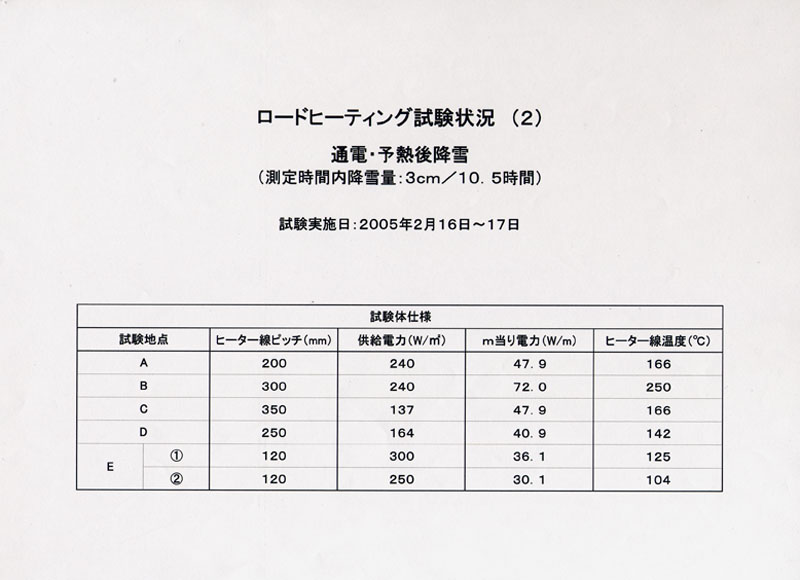 ロードヒーティング試験状況 （２）
通電・予熱後降雪
（測定時間内降雪量：３ｃｍ／１０．５時間）
試験実施日：２００５年２月１６日～１７日
試験体仕様
試験地点 ヒーター線ピッチ（mm） 供給電力（W/㎡） ｍ当り電力（W/m） ヒーター線温度（℃）
A 200 240 47.9 166
B 300 240 72.0 250
C 350 137 47.9 166
D 250 164 40.9 142
E ① 120 300 36.1 125
② 120 250 30.1 104